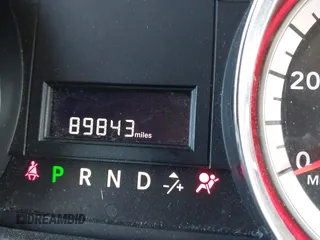 20
89843 miles
0
P R N D -/+
M
DREAMBID